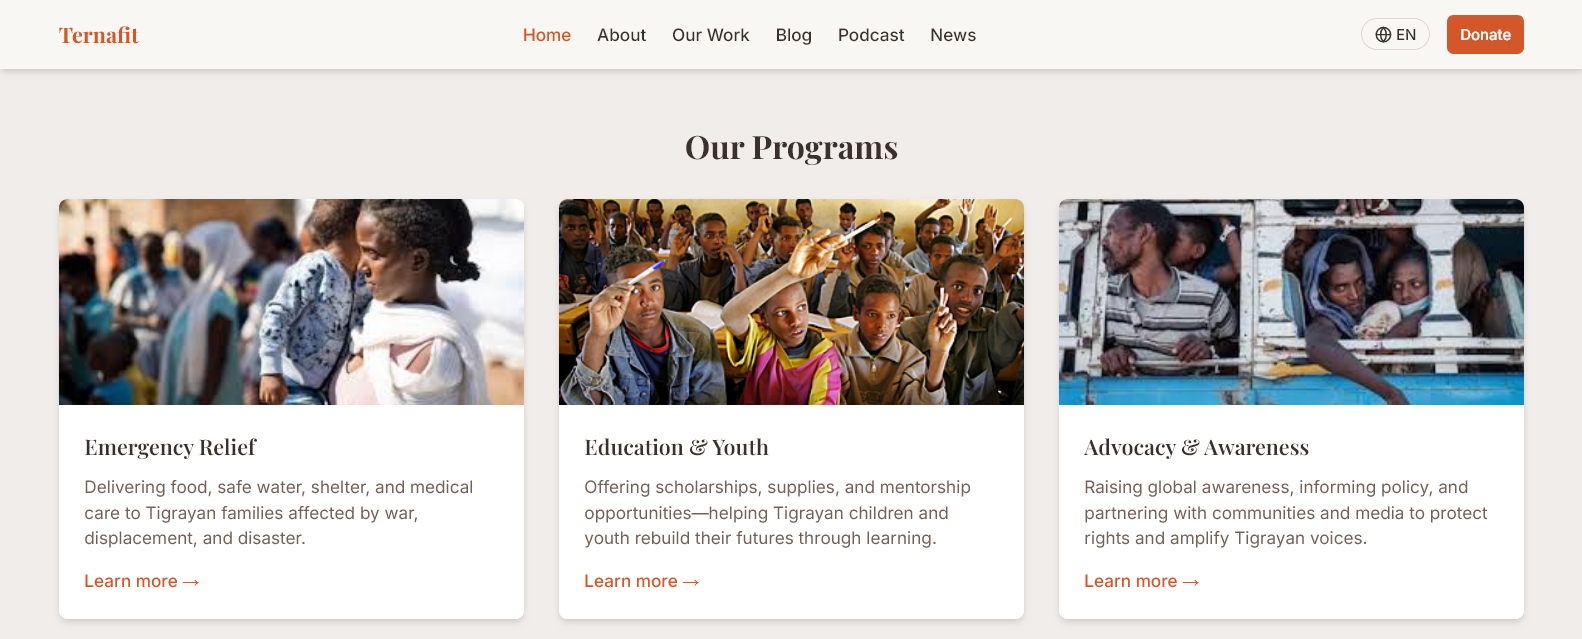 Ternafit
Home About Our Work Blog Podcast News
EN
Donate
Our Programs
Emergency Relief
Delivering food, safe water, shelter, and medical
care to Tigrayan families affected by war,
displacement, and disaster.
Learn more →
Education & Youth
Offering scholarships, supplies, and mentorship
opportunities—helping Tigrayan children and
youth rebuild their futures through learning.
Learn more →
Advocacy & Awareness
Raising global awareness, informing policy, and
partnering with communities and media to protect
rights and amplify Tigrayan voices.
Learn more →